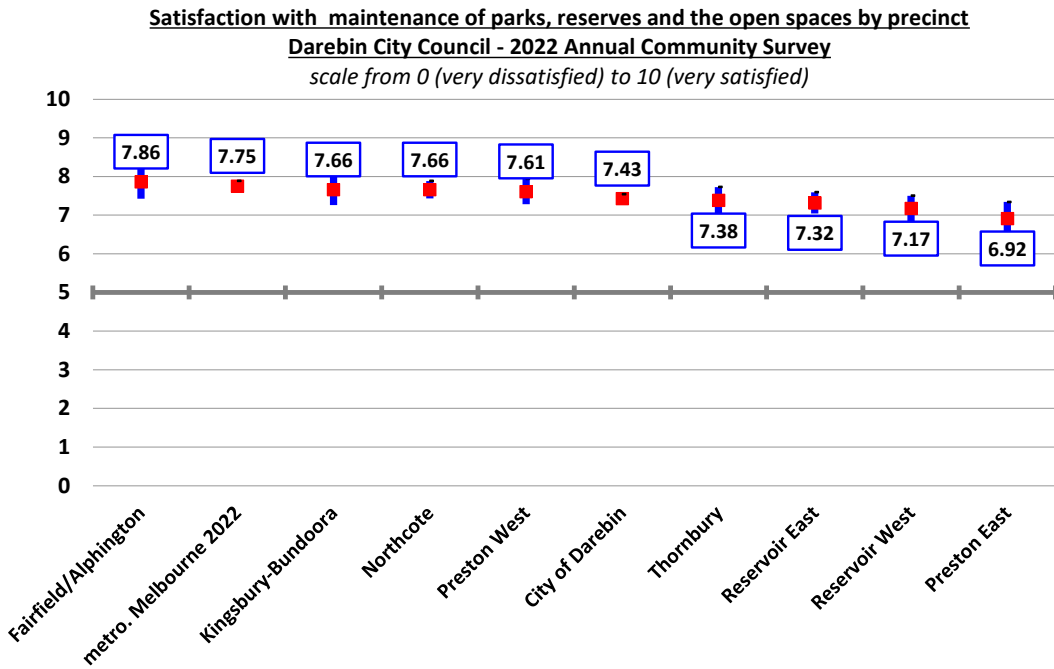 Satisfaction with  maintenance of parks, reserves and the open spaces by precinct
Darebin City Council - 2022 Annual Community Survey
scale from 0 (very dissatisfied) to 10 (very satisfied)
10
9
8
7
6
5
4
3
2
1
0
7.86
7.75
7.66
7.66
7.61
7.43
7.38
7.32
7.17
6.92
Fairfield/Alphington
metro. Melbourne 2022
Kingsbury-Bundoora
Northcote
Preston West
City of Darebin
Thornbury
Reservoir East
Reservoir West
Preston East